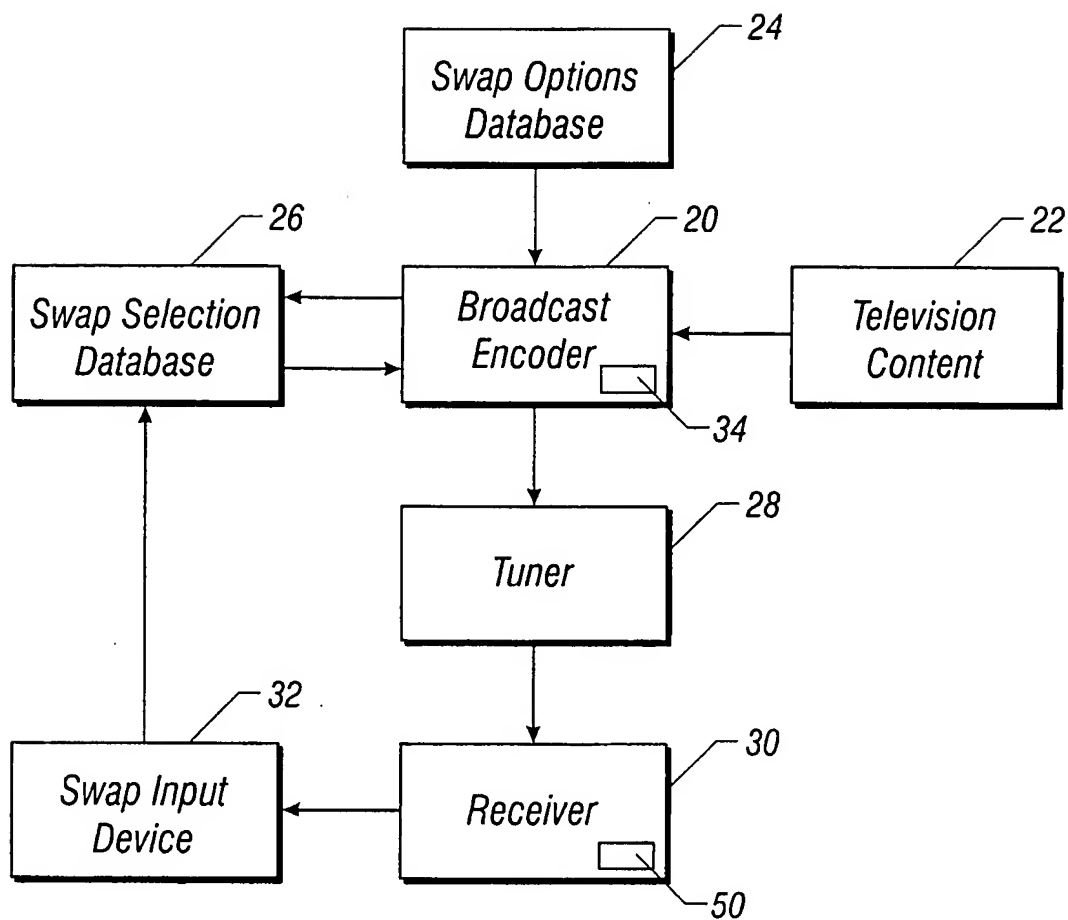 24
Swap Options
Database
26
20
22
Swap Selection
Database
Broadcast
Encoder
Television
Content
34
28
Tuner
32
30
Swap Input
Device
Receiver
50